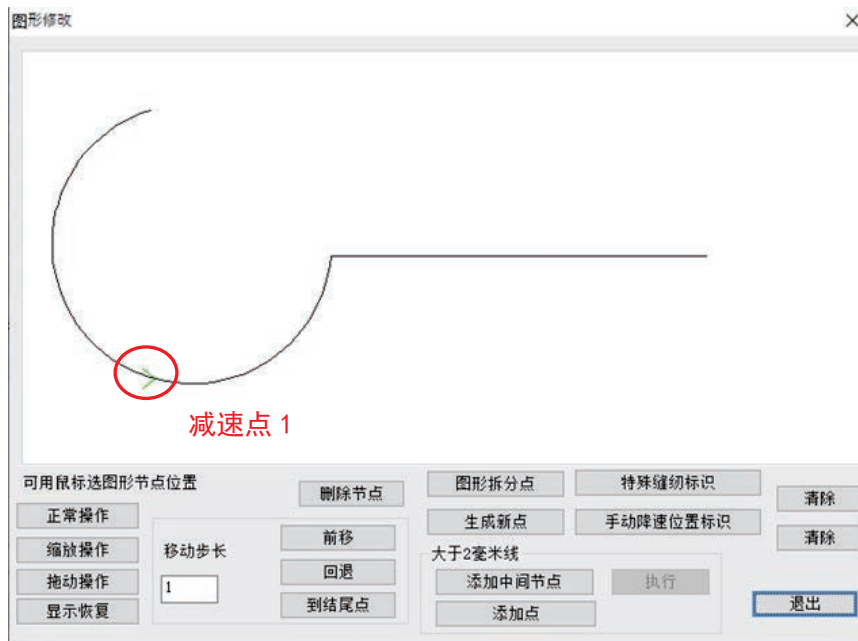 图形修改
减速点 1
可用鼠标选图形节点位置
正常操作
缩放操作
拖动操作
显示恢复
移动步长
1
删除节点
前移
回退
到结尾点
图形拆分点
特殊缝纫标识
清除
生成新点
手动降速位置标识
清除
大于2毫米线
添加中间节点
执行
添加点
退出